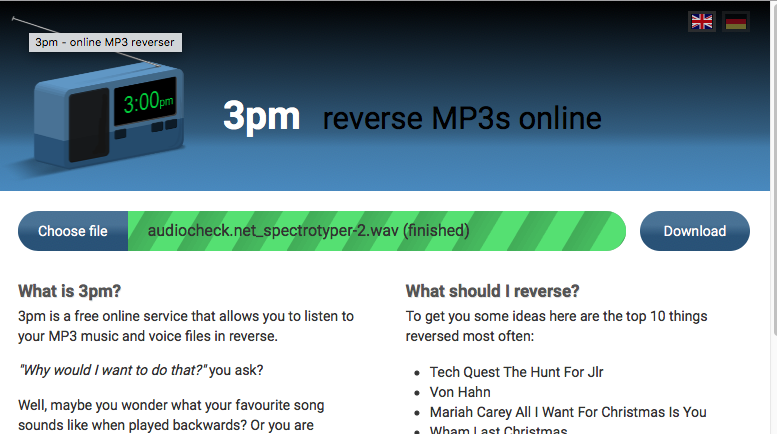 3pm - online MP3 reverser
3:00pm
3pm reverse MP3s online
Choose file
audiocheck.net_spectrotyper-2.wav (finished)
Download
What is 3pm?
3pm is a free online service that allows you to listen to
your MP3 music and voice files in reverse.
"Why would I want to do that?" you ask?
Well, maybe you wonder what your favourite song
sounds like when played backwards? Or you are
What should I reverse?
To get you some ideas here are the top 10 things
reversed most often:
• Tech Quest The Hunt For Jlr
• Von Hahn
• Mariah Carey All I Want For Christmas Is You
• Wham Last Christmas